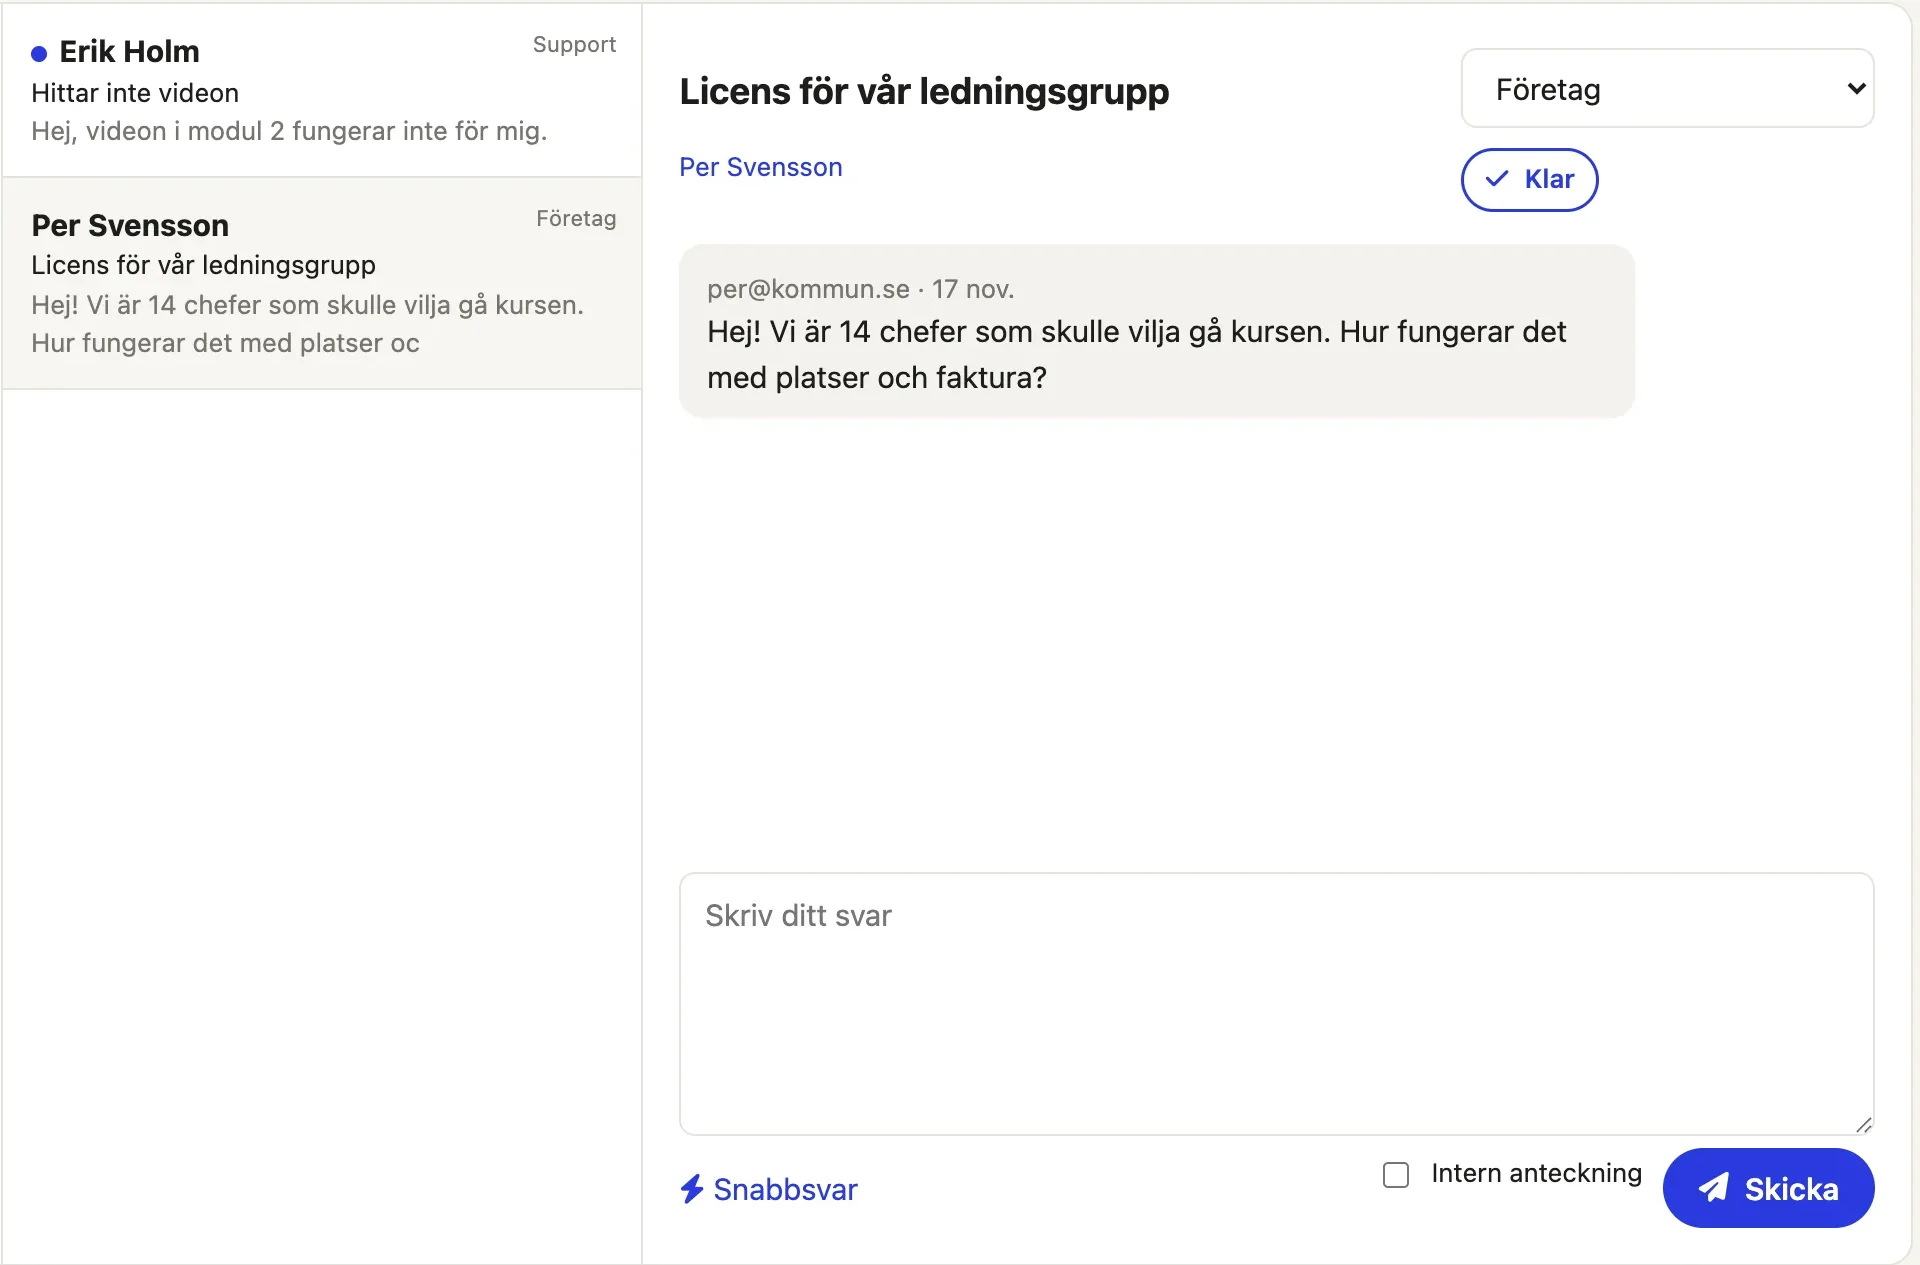 Erik Holm
Support
Hittar inte videon
Hej, videon i modul 2 fungerar inte för mig.
Per Svensson
Företag
Licens för vår ledningsgrupp
Hej! Vi är 14 chefer som skulle vilja gå kursen.
Hur fungerar det med platser oc
Licens för vår ledningsgrupp
Företag
Per Svensson
Klar
per@kommun.se · 17 nov.
Hej! Vi är 14 chefer som skulle vilja gå kursen. Hur fungerar det
med platser och faktura?
Skriv ditt svar
Snabbsvar
Intern anteckning
Skicka